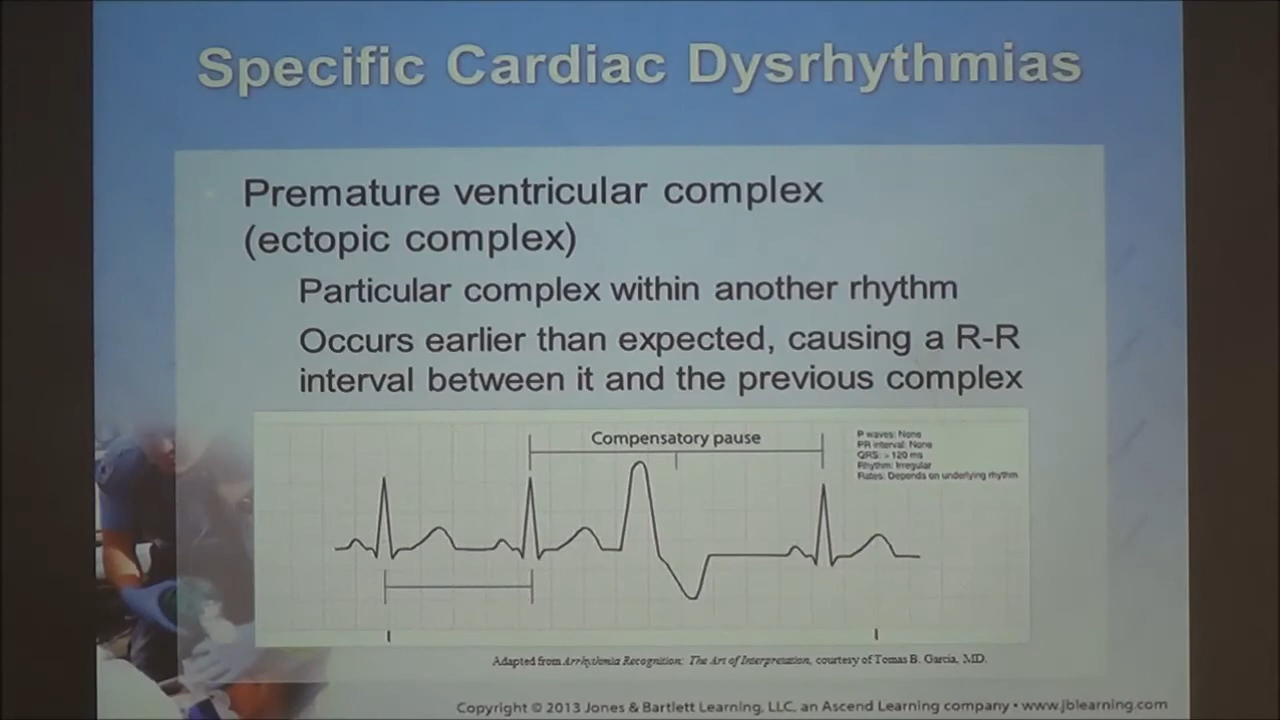 Specific Cardiac Dysrhythmias
Premature ventricular complex
(ectopic complex)
Particular complex within another rhythm
Occurs earlier than expected, causing a R-R
interval between it and the previous complex
Compensatory pause
P waves: None
PR interval: None
QRS: > 120 ms
Rhythm: Irregular
Rates: Depends on underlying rhythm
Adapted from Arrhythmia Recognition: The Art of Interpretation, courtesy of Tomas B. Garcia, MD.
Copyright © 2013 Jones & Bartlett Learning, LLC, an Ascend Learning company • www.jblearning.com